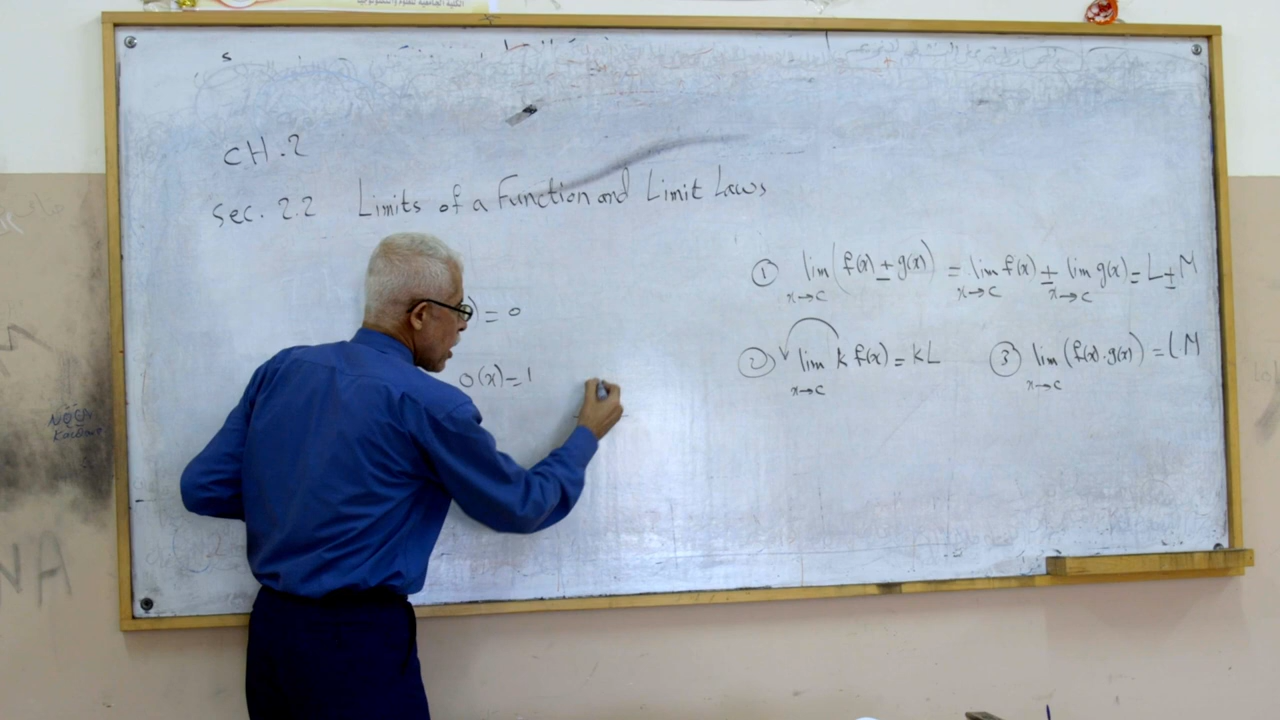 CH.2
Sec. 2.2 Limits of a Function and Limit Laws
) = 0
0(x) = 1
① lim x→c (f(x) ± g(x)) = lim x→c f(x) ± lim x→c g(x) = L ± M
② lim x→c k f(x) = kL
③ lim x→c (f(x) · g(x)) = L M